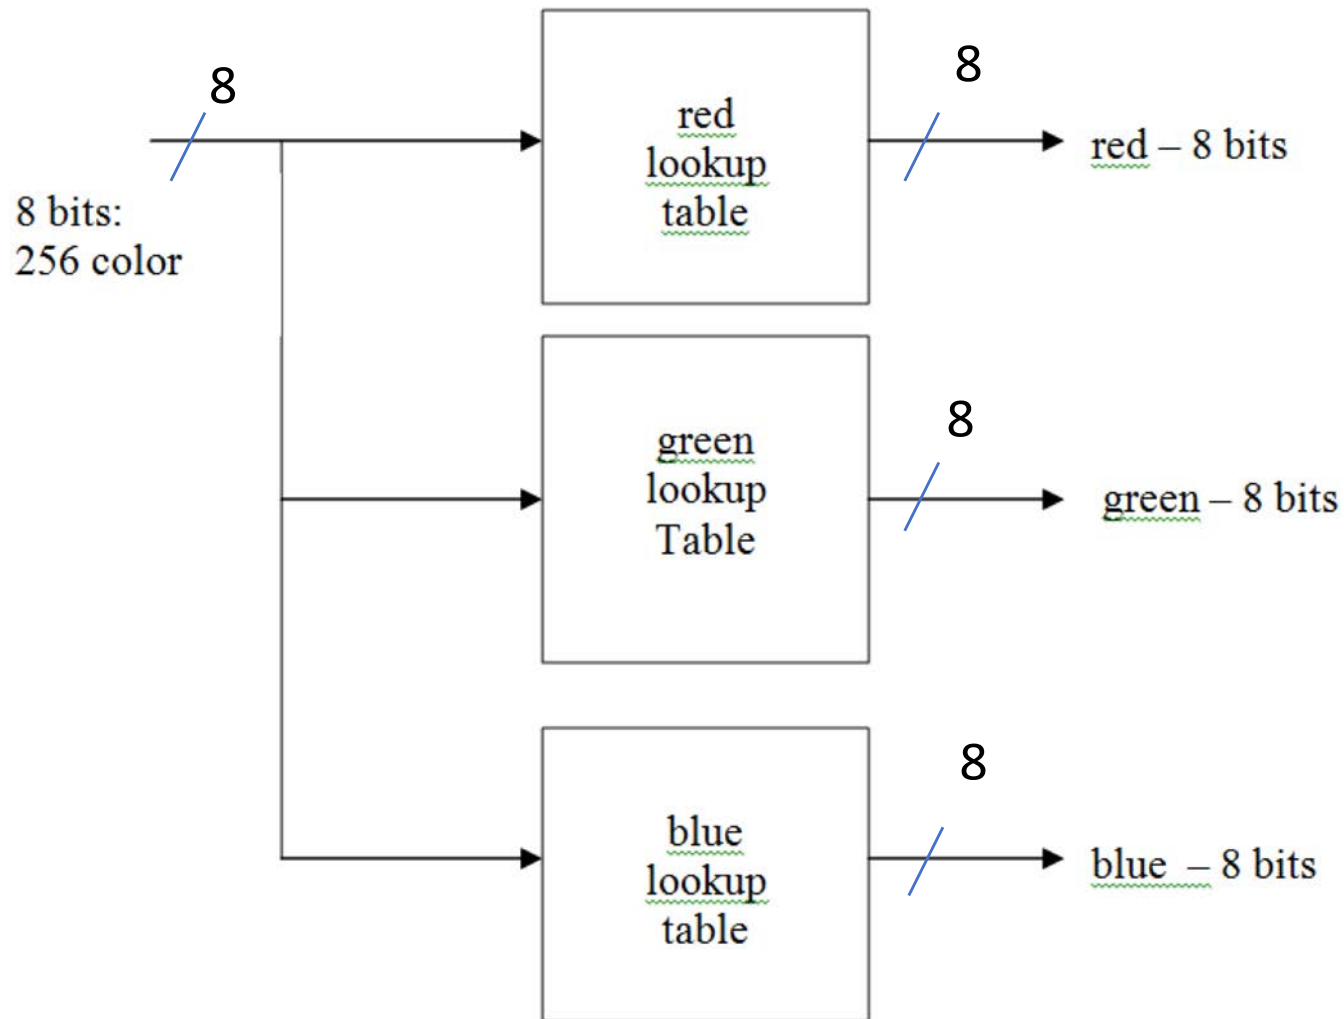 8
8 bits:
256 color
red
lookup
table
8
red – 8 bits
green
lookup
Table
8
green – 8 bits
blue
lookup
table
8
blue – 8 bits